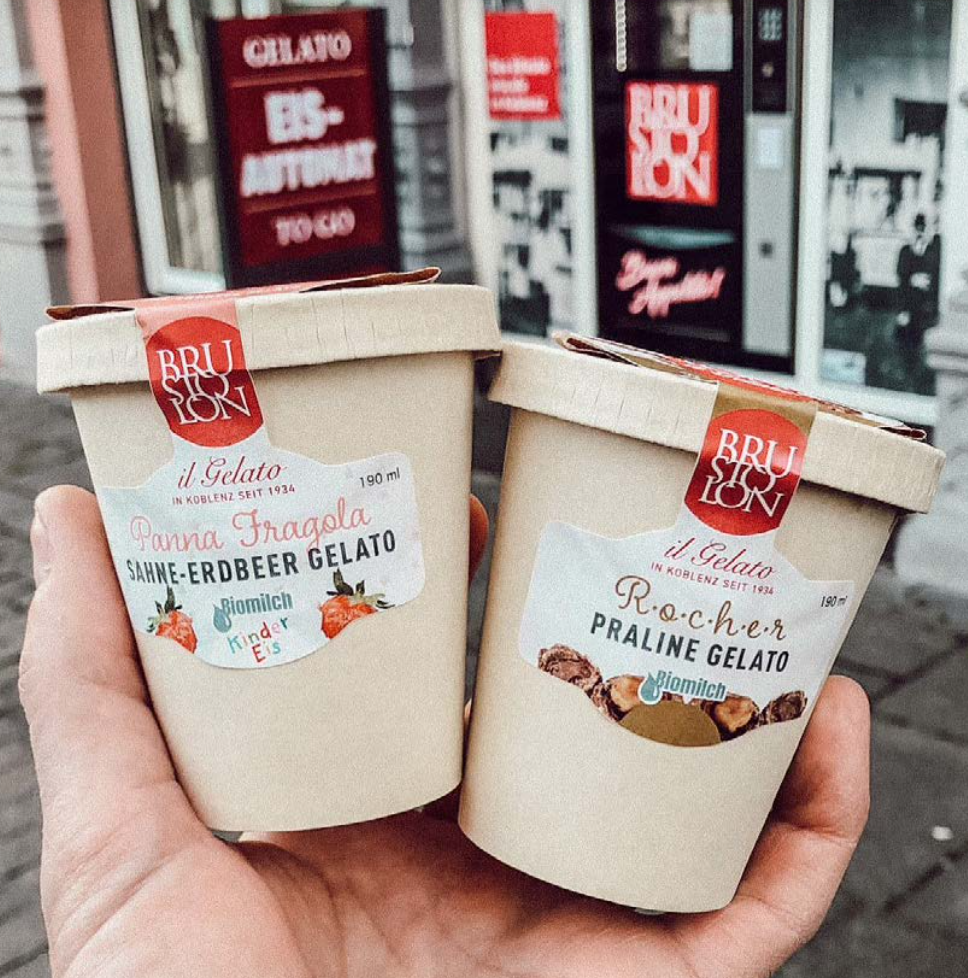 GELATO
EIS-
AUTOMAT
TO GO
BRU
STO
LON
Buon
Appetito!
BRU
STO
LON
il Gelato
IN KOBLENZ SEIT 1934
190 ml
Panna Fragola
SAHNE-ERDBEER GELATO
Biomilch
Kinder
Eis
BRU
STO
LON
il Gelato
IN KOBLENZ SEIT 1934
190 ml
R·o·c·h·e·r
PRALINE GELATO
Biomilch